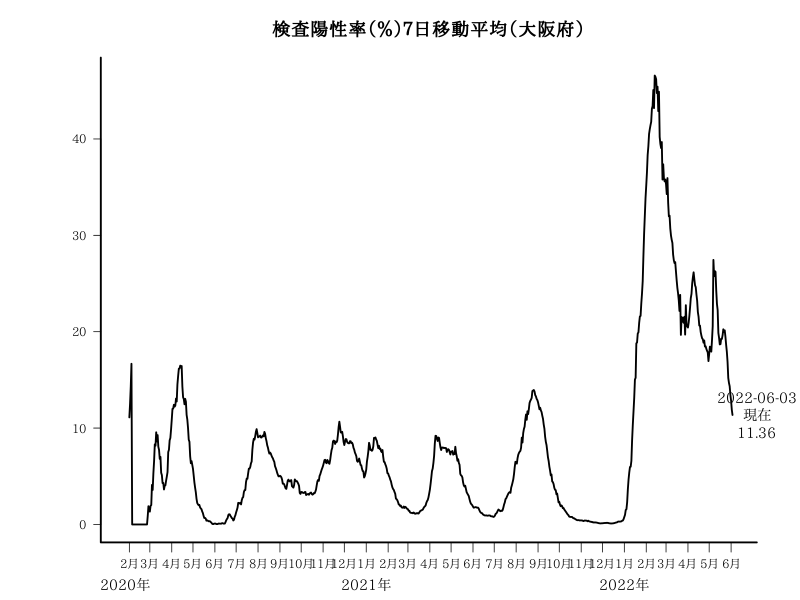 検査陽性率(%)7日移動平均(大阪府)
40
30
20
10
0
2022-06-03
現在
11.36
2月 3月 4月 5月 6月 7月 8月 9月 10月 11月 12月 1月 2月 3月 4月 5月 6月 7月 8月 9月 10月 11月 12月 1月 2月 3月 4月 5月 6月
2020年 2021年 2022年